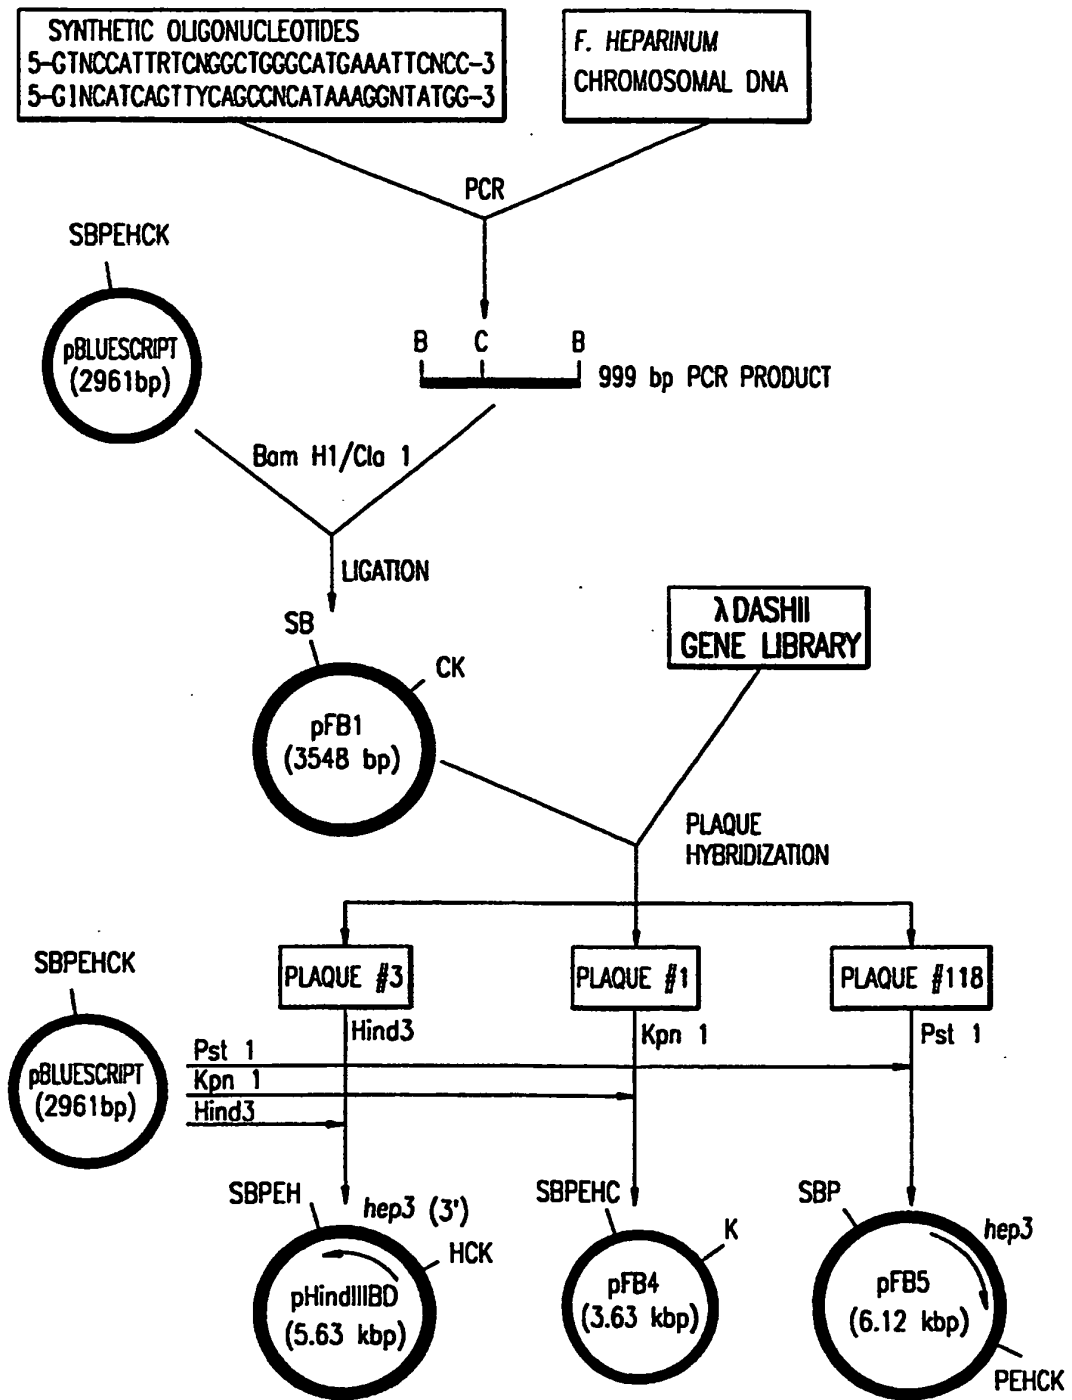 SYNTHETIC OLIGONUCLEOTIDES
5-GTNCCATTRTCNGGCTGGGCATGAAATTCNCC-3
5-GINCATCAGTTYCAGCCNCATAAAGGNTATGG-3
F. HEPARINUM
CHROMOSOMAL DNA
PCR
SBPEHCK
pBLUESCRIPT
(2961bp)
B C B
999 bp PCR PRODUCT
Bam H1/Cla 1
LIGATION
SB
CK
pFB1
(3548 bp)
λ DASHII
GENE LIBRARY
PLAQUE
HYBRIDIZATION
PLAQUE #3
PLAQUE #1
PLAQUE #118
SBPEHCK
pBLUESCRIPT
(2961bp)
Hind3
Kpn 1
Pst 1
Pst 1
Kpn 1
Hind3
SBPEH
hep3 (3')
HCK
pHindIIIBD
(5.63 kbp)
SBPEHC
K
pFB4
(3.63 kbp)
SBP
hep3
pFB5
(6.12 kbp)
PEHCK